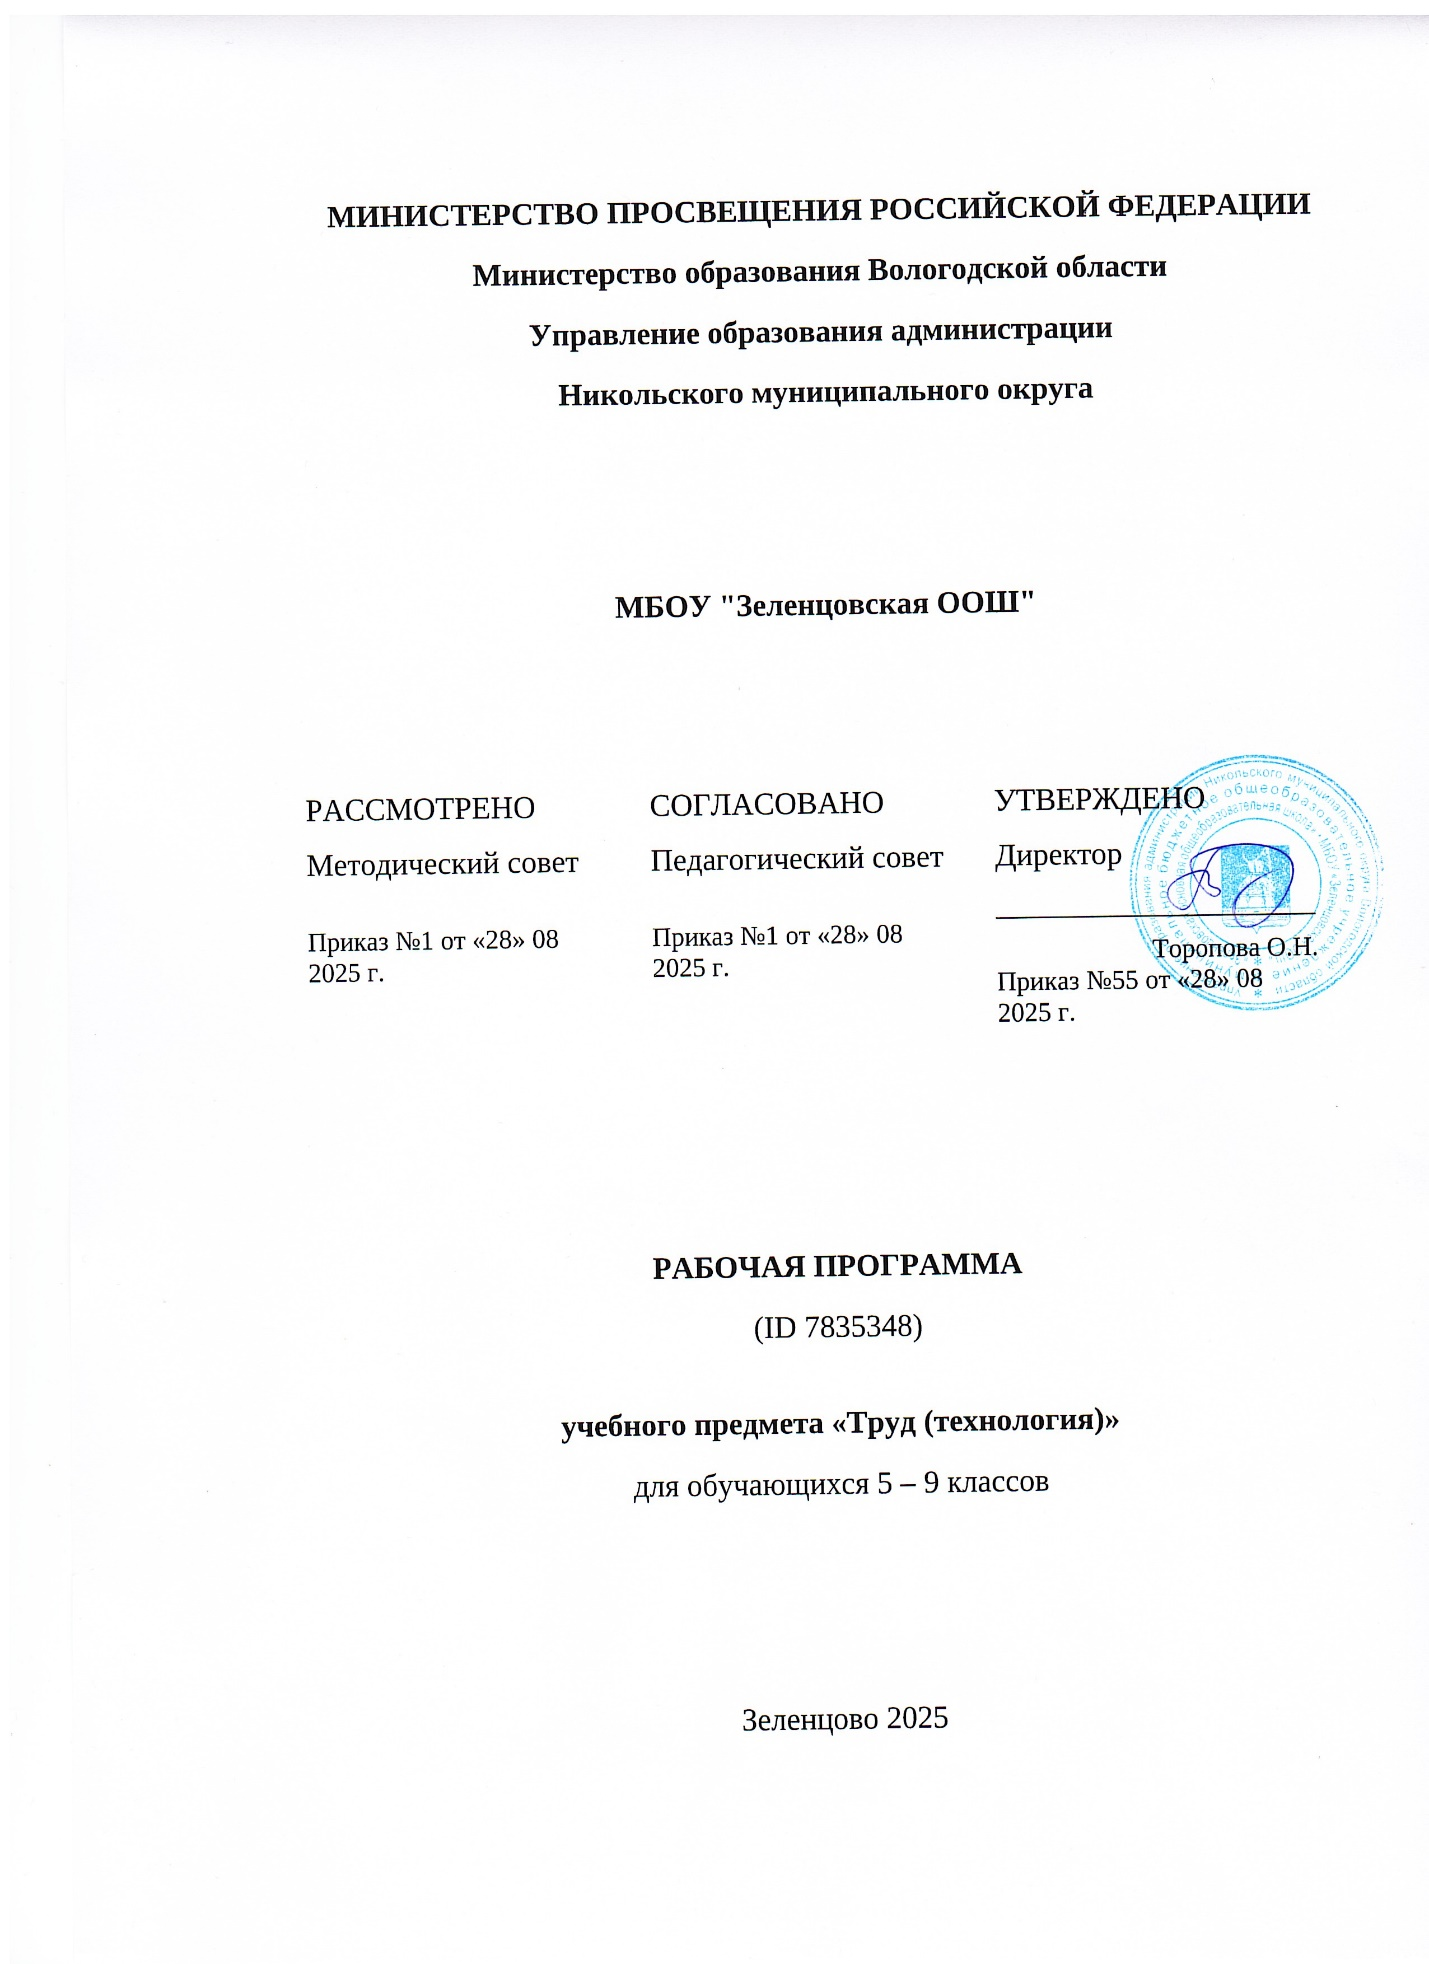 МИНИСТЕРСТВО ПРОСВЕЩЕНИЯ РОССИЙСКОЙ ФЕДЕРАЦИИ
Министерство образования Вологодской области
Управление образования администрации
Никольского муниципального округа
МБОУ "Зеленцовская ООШ"
РАССМОТРЕНО
Методический совет
Приказ №1 от «28» 08
2025 г.
СОГЛАСОВАНО
Педагогический совет
Приказ №1 от «28» 08
2025 г.
УТВЕРЖДЕНО
Директор
Торопова О.Н.
Приказ №55 от «28» 08
2025 г.
РАБОЧАЯ ПРОГРАММА
(ID 7835348)
учебного предмета «Труд (технология)»
для обучающихся 5 – 9 классов
Зеленцово 2025